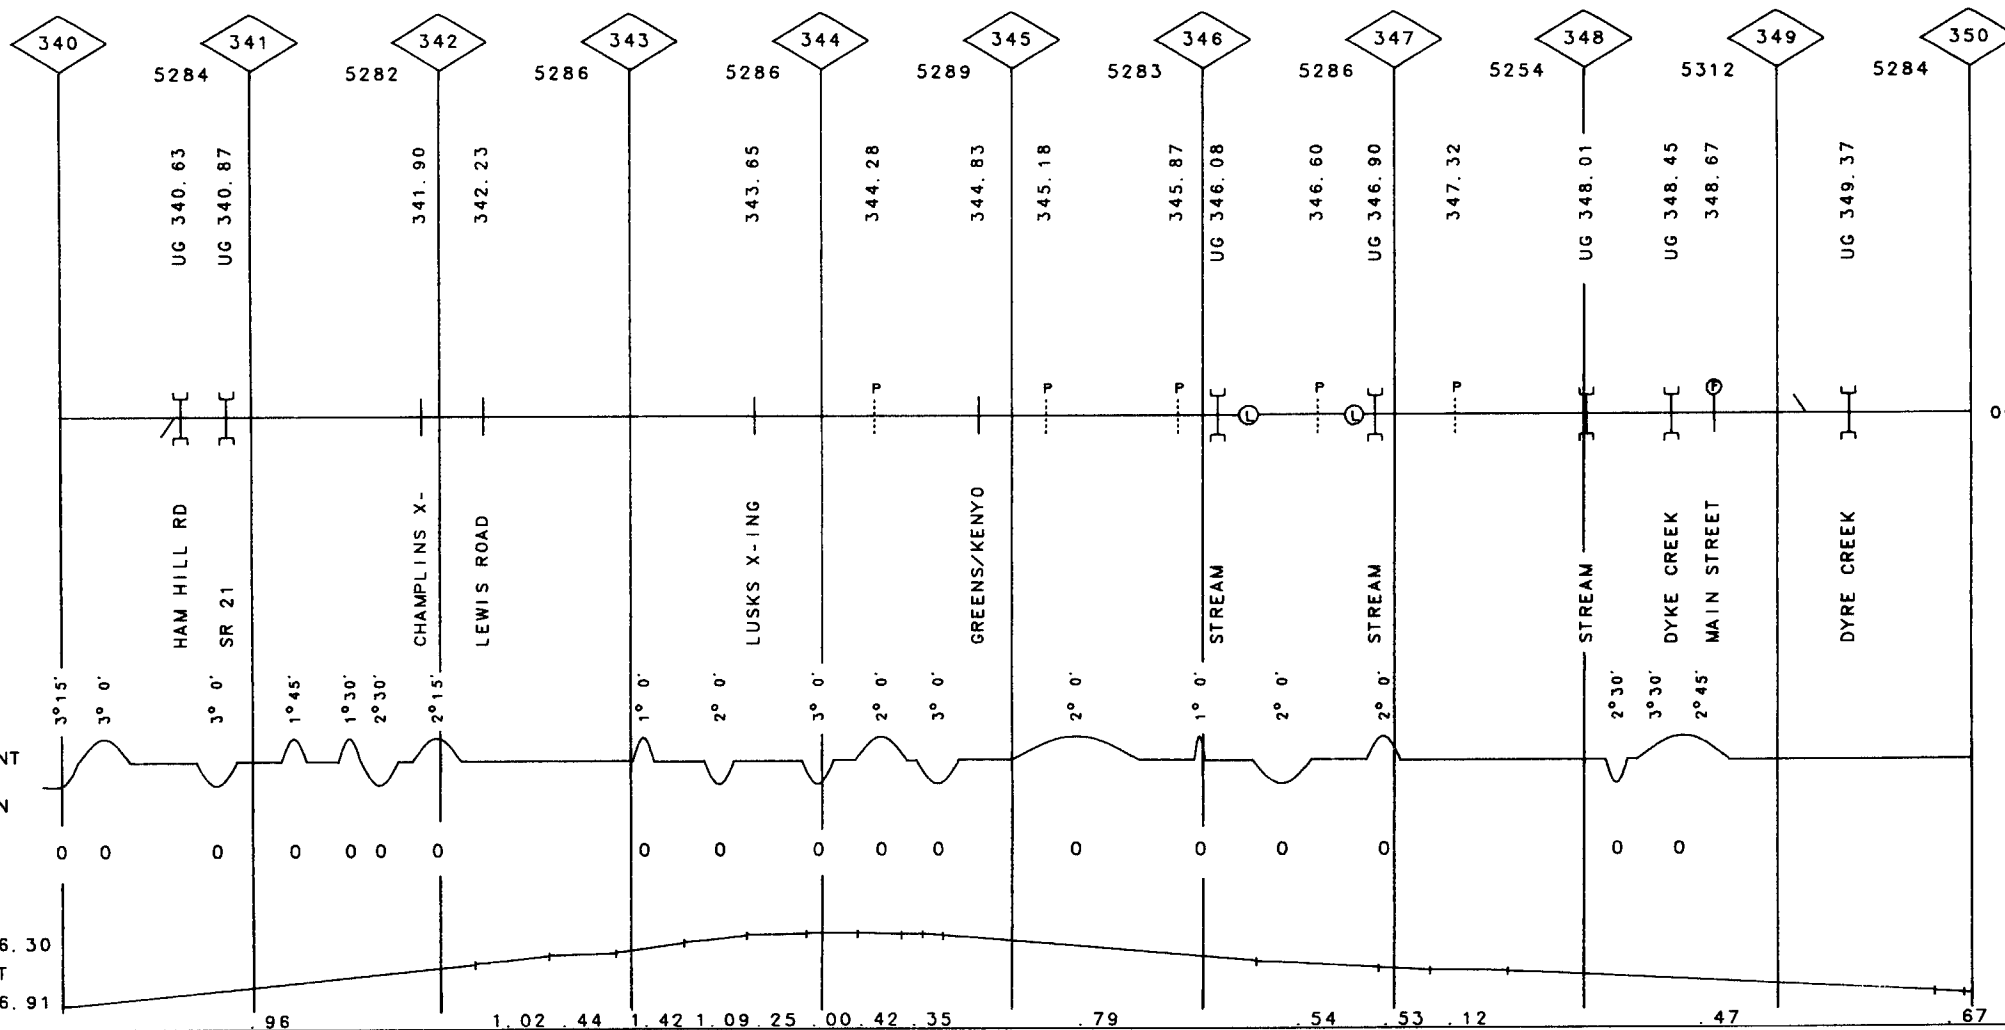 340 341 342 343 344 345 346 347 348 349 350
5284 5282 5286 5286 5289 5283 5286 5254 5312 5284
UG 340.63
UG 340.87
341.90
342.23
343.65
344.28
344.83
345.18
345.87
UG 346.08
346.60
UG 346.90
347.32
UG 348.01
UG 348.45
348.67
UG 349.37
P P P P P P
L L
0
HAM HILL RD
SR 21
CHAMPLINS X-
LEWIS ROAD
LUSKS X-ING
GREENS/KENYO
STREAM
STREAM
STREAM
DYKE CREEK
MAIN STREET
DYRE CREEK
3°15'
3° 0'
3° 0'
1°45'
1°30'
2°30'
2°15'
1° 0'
2° 0'
3° 0'
2° 0'
3° 0'
2° 0'
1° 0'
2° 0'
2° 0'
2°30'
3°30'
2°45'
NT
N
0 0 0 0 0 0 0 0 0 0 0 0 0 0 0 0 0 0
6.30
T
6.91
.96 1.02 .44 1.42 1.09 .25 .00 .42 .35 .79 .54 .53 .12 .47 .67